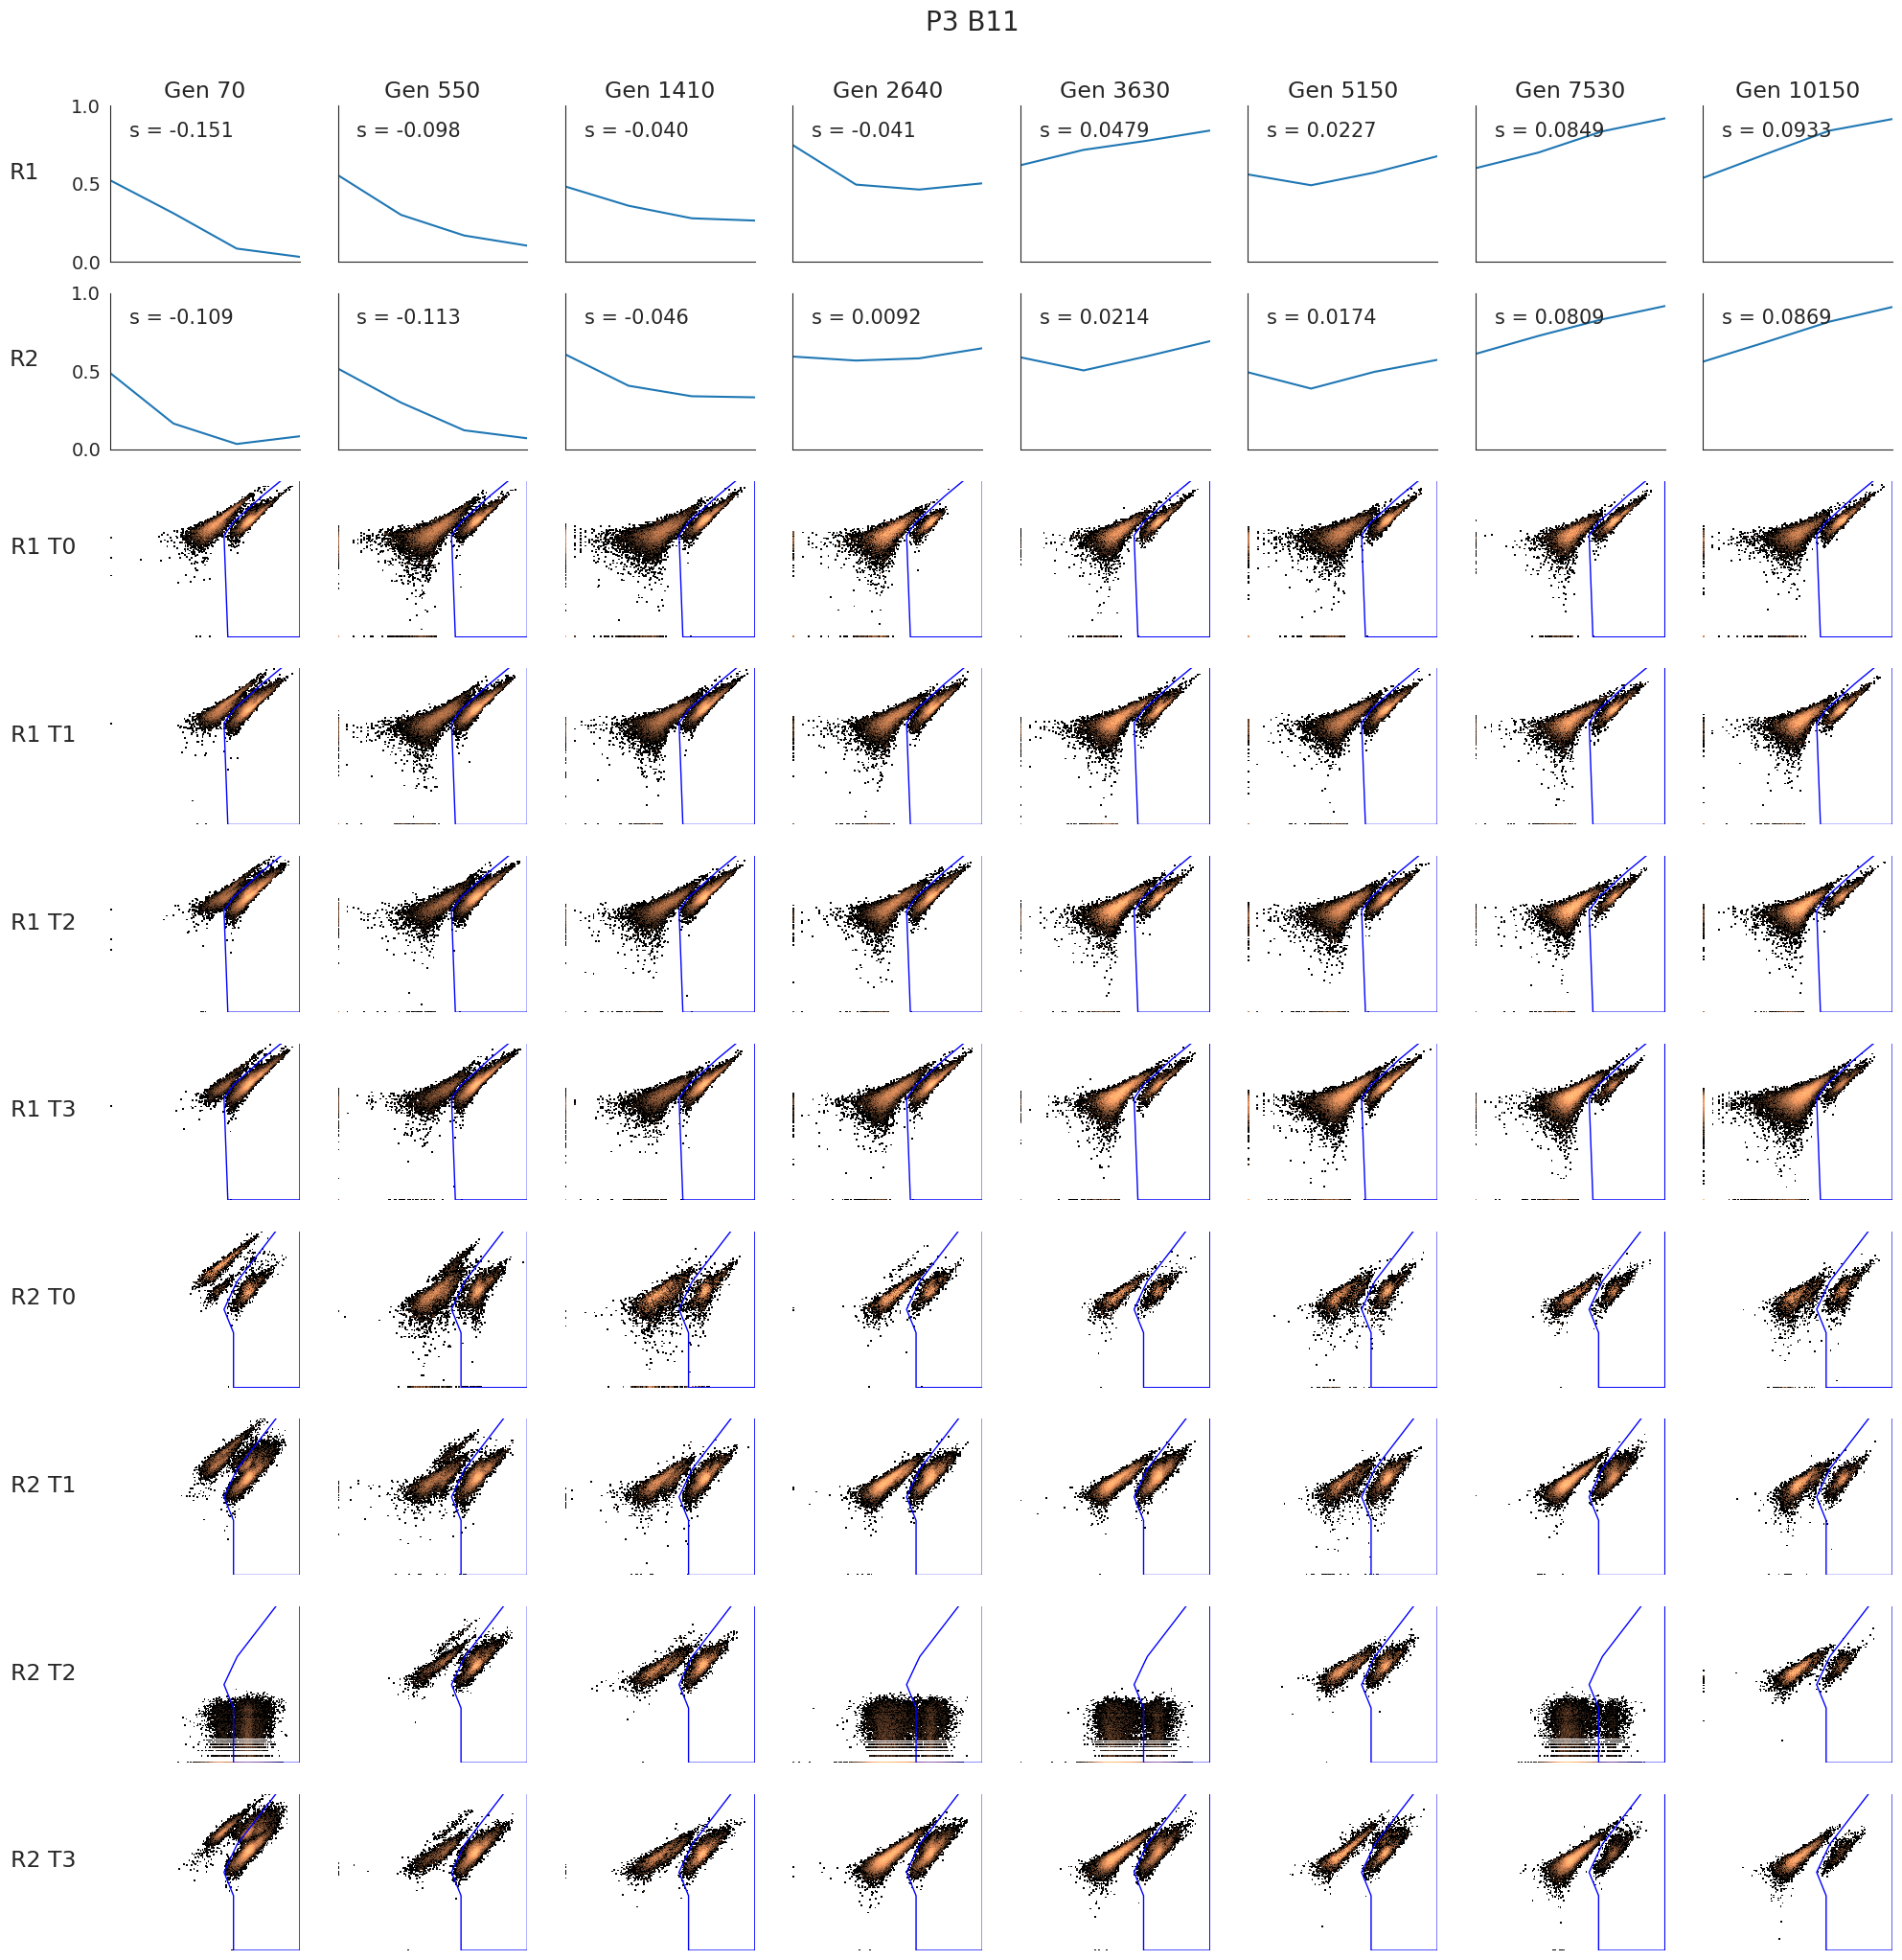 P3 B11
Gen 70 Gen 550 Gen 1410 Gen 2640 Gen 3630 Gen 5150 Gen 7530 Gen 10150
1.0
s = -0.151 s = -0.098 s = -0.040 s = -0.041 s = 0.0479 s = 0.0227 s = 0.0849 s = 0.0933
R1
0.5
0.0
1.0
s = -0.109 s = -0.113 s = -0.046 s = 0.0092 s = 0.0214 s = 0.0174 s = 0.0809 s = 0.0869
R2
0.5
0.0
R1 T0
R1 T1
R1 T2
R1 T3
R2 T0
R2 T1
R2 T2
R2 T3